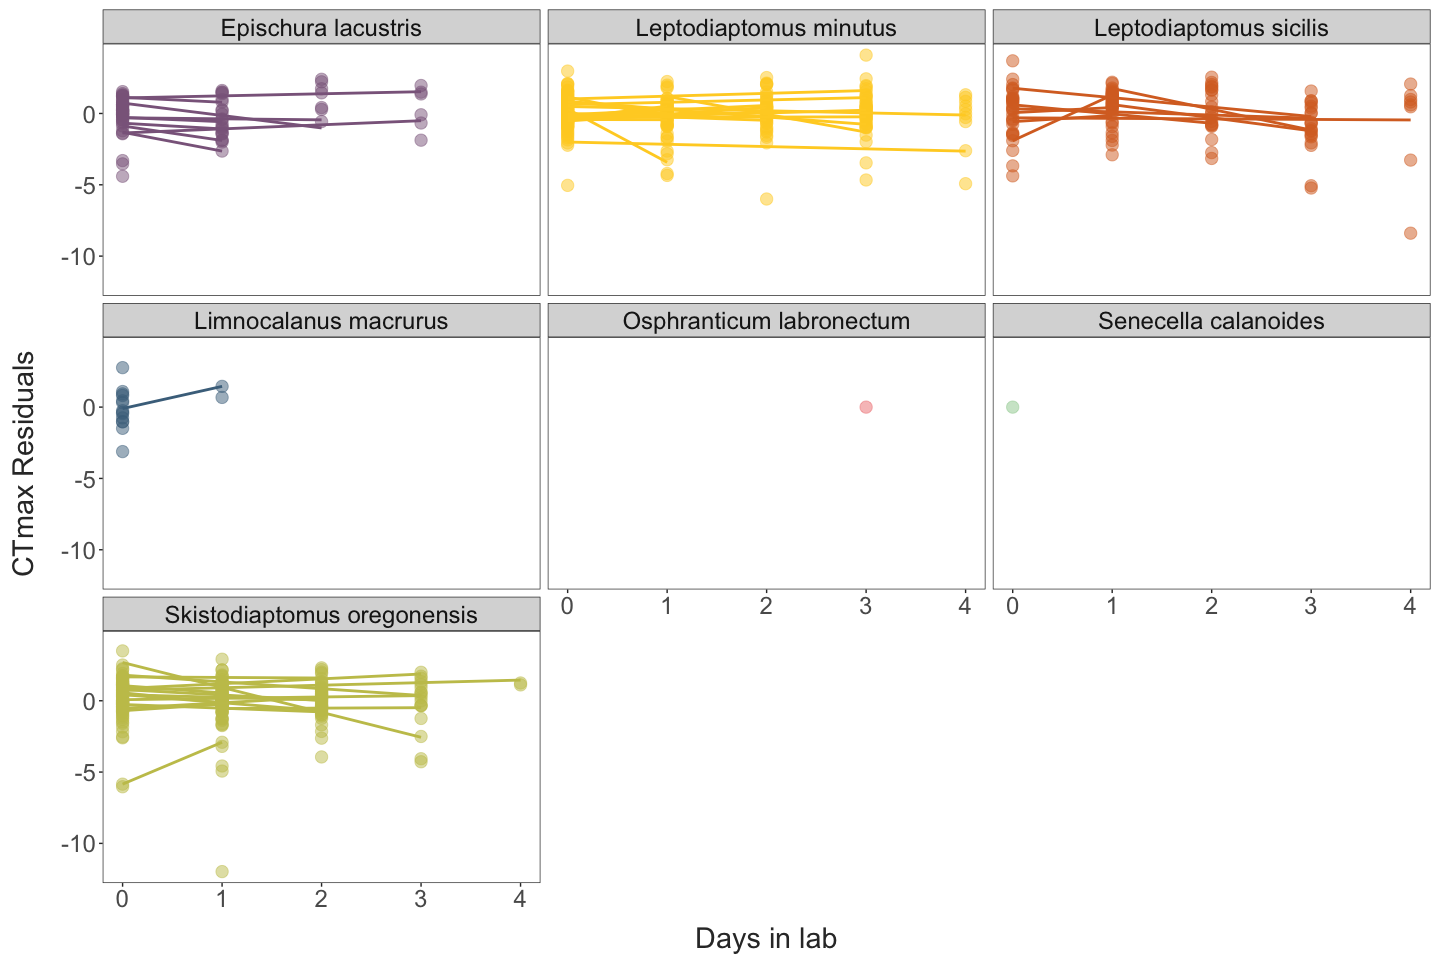 Epischura lacustris
Leptodiaptomus minutus
Leptodiaptomus sicilis
0
-5
-10
Limnocalanus macrurus
Osphranticum labronectum
Senecella calanoides
0
-5
-10
0 1 2 3 4
0 1 2 3 4
Skistodiaptomus oregonensis
0
-5
-10
0 1 2 3 4
CTmax Residuals
Days in lab